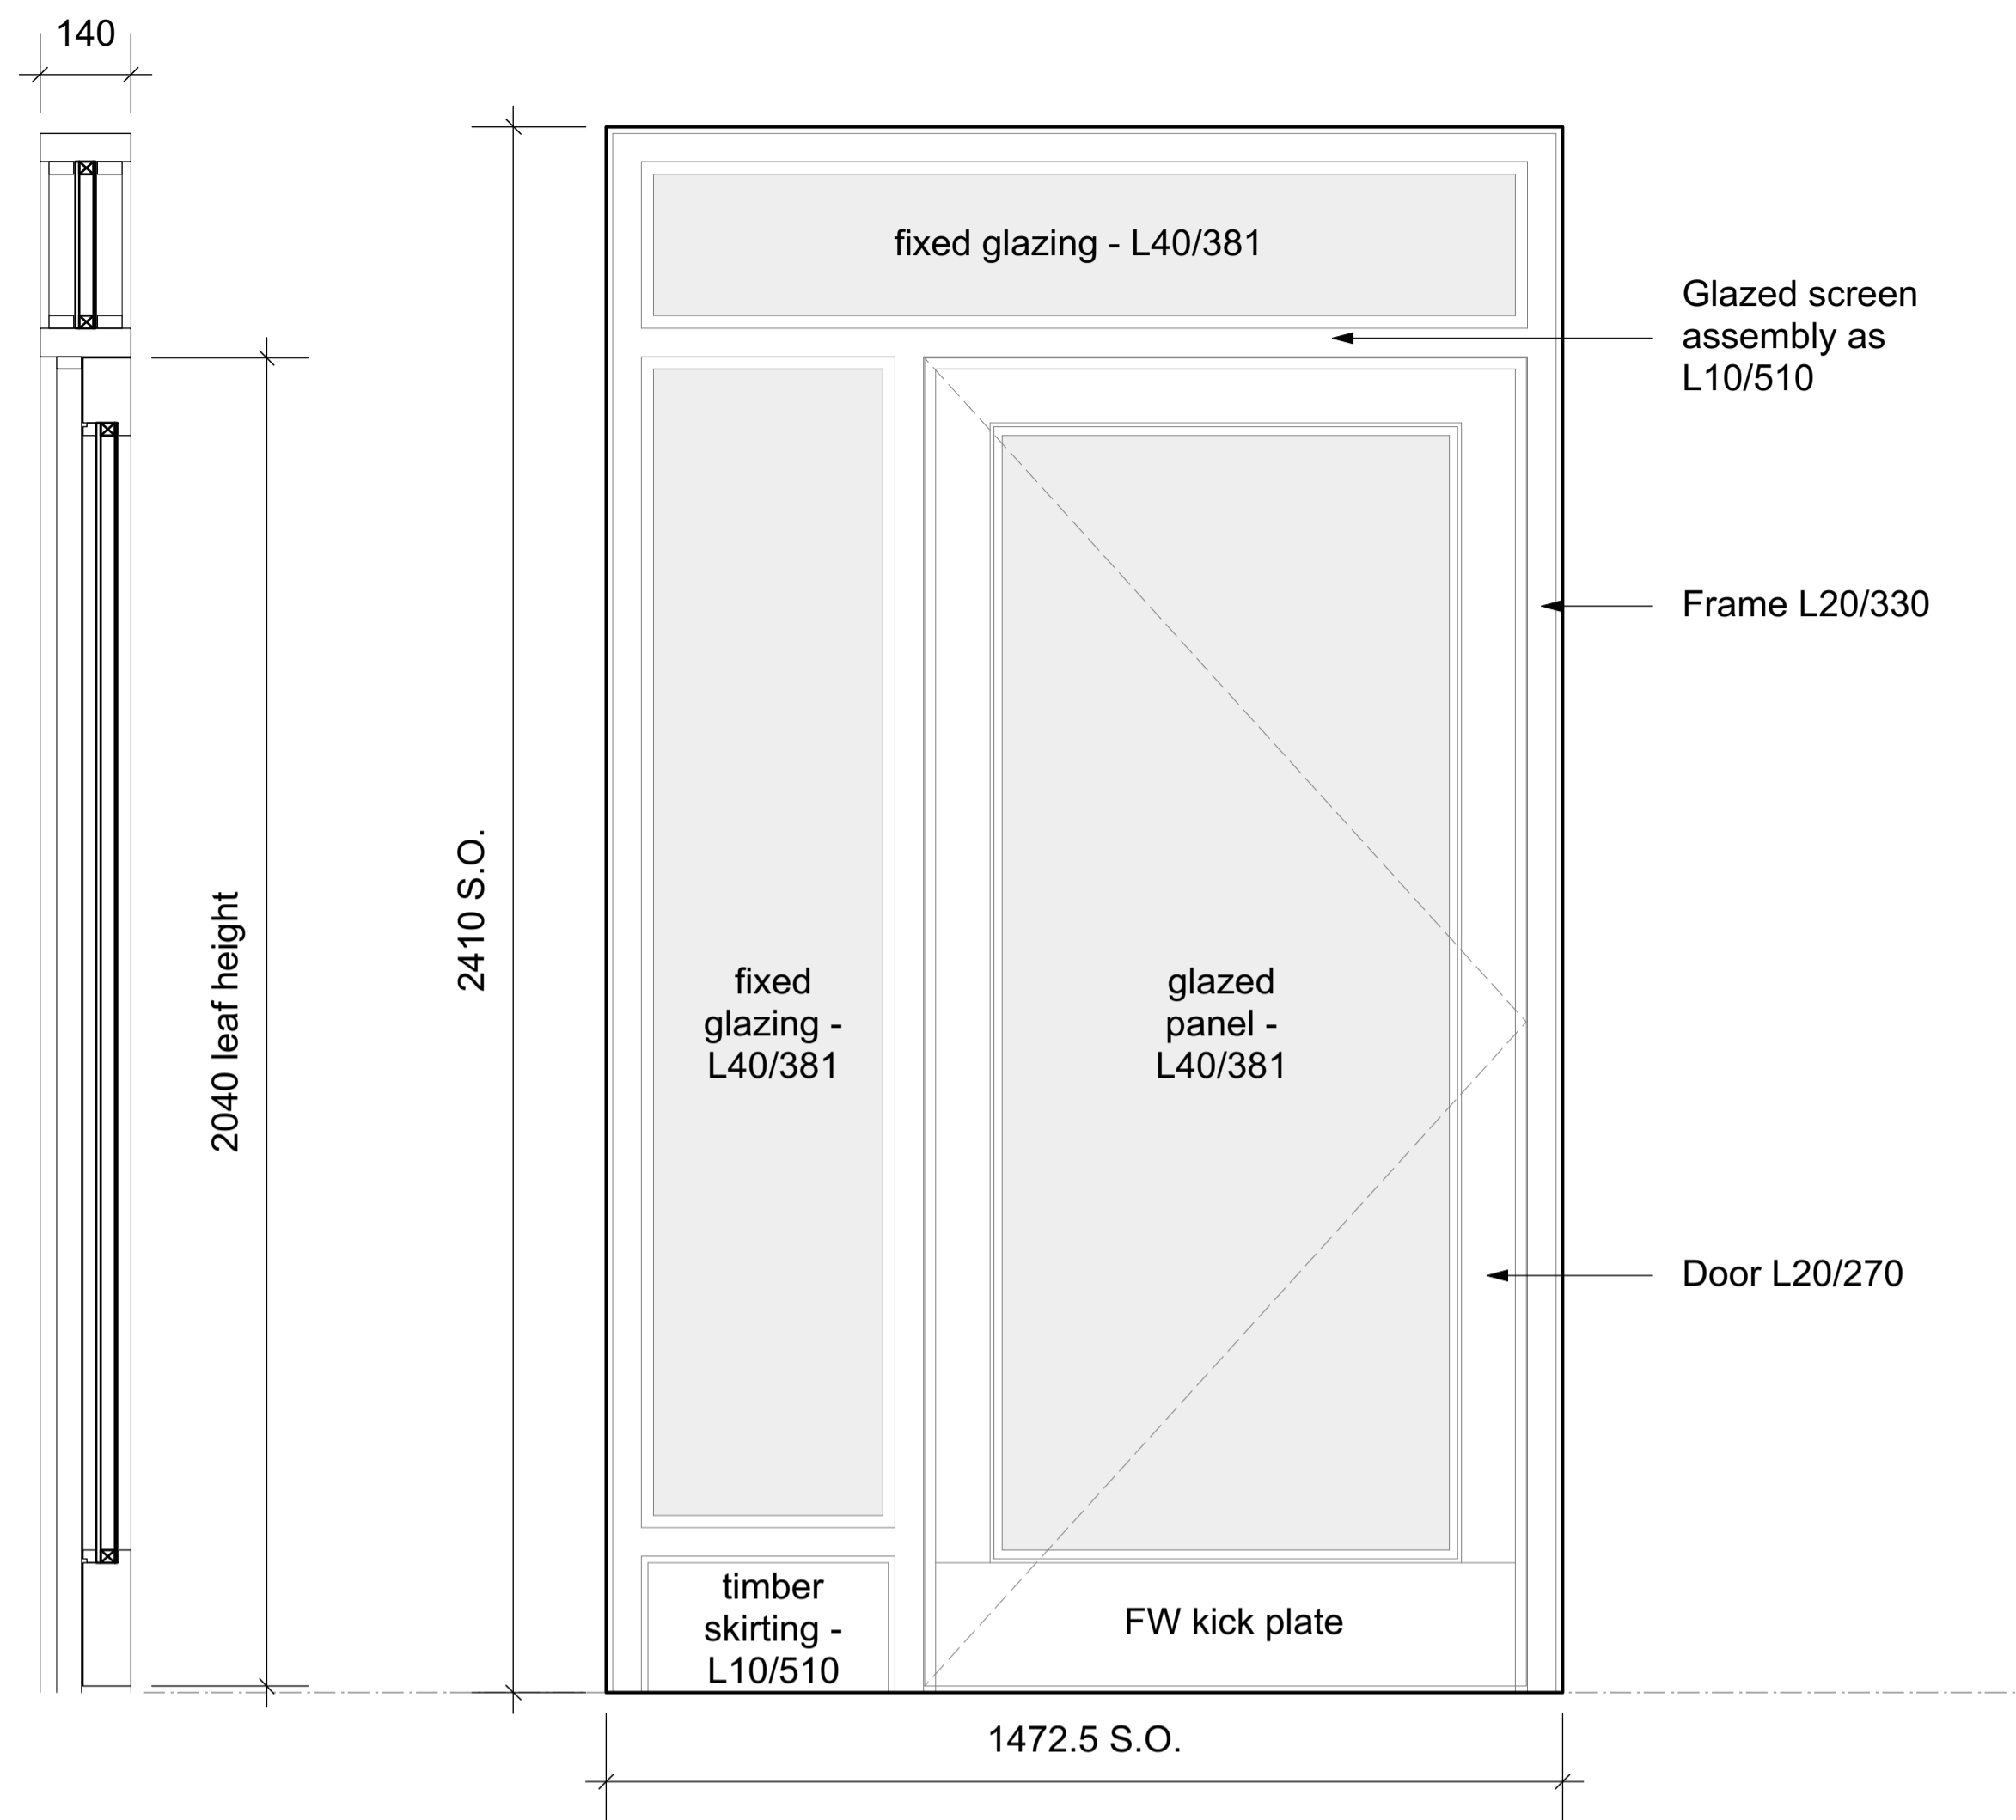 140
fixed glazing - L40/381
Glazed screen
assembly as
L10/510
Frame L20/330
2410 S.O.
2040 leaf height
fixed
glazing -
L40/381
glazed
panel -
L40/381
Door L20/270
timber
skirting -
L10/510
FW kick plate
1472.5 S.O.